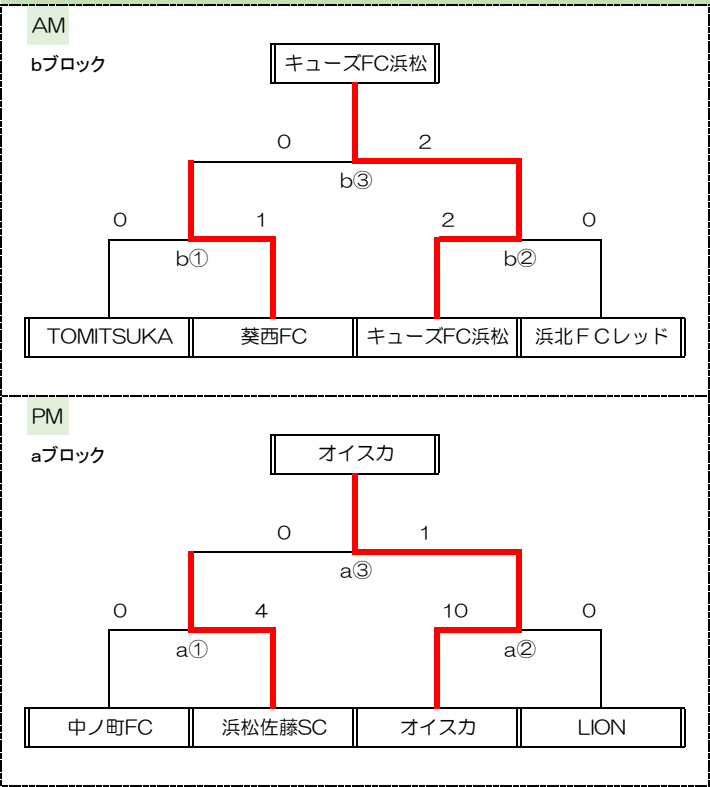 AM
bブロック
キューズFC浜松
0 2
b③
0 1 2 0
b① b②
TOMITSUKA 葵西FC キューズFC浜松 浜北FCレッド
PM
aブロック
オイスカ
0 1
a③
0 4 10 0
a① a②
中ノ町FC 浜松佐藤SC オイスカ LION